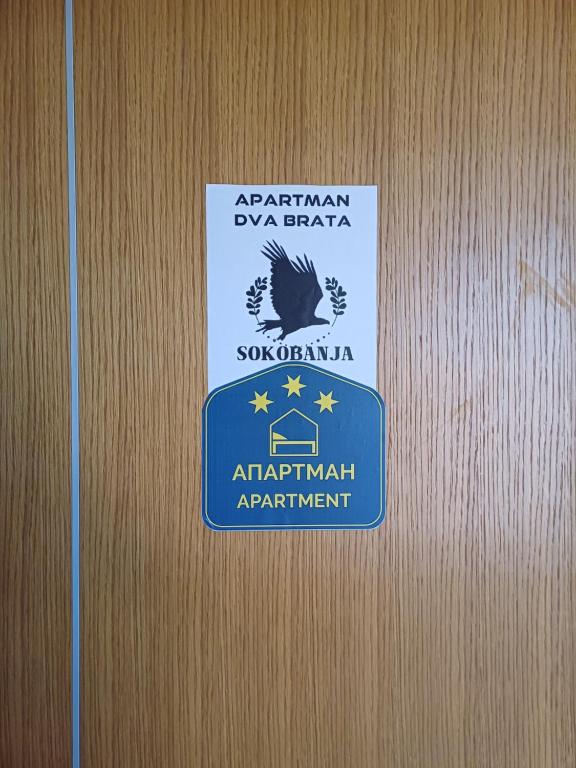 APARTMAN
DVA BRATA
SOKOBANJA
АПАРТМАН
APARTMENT